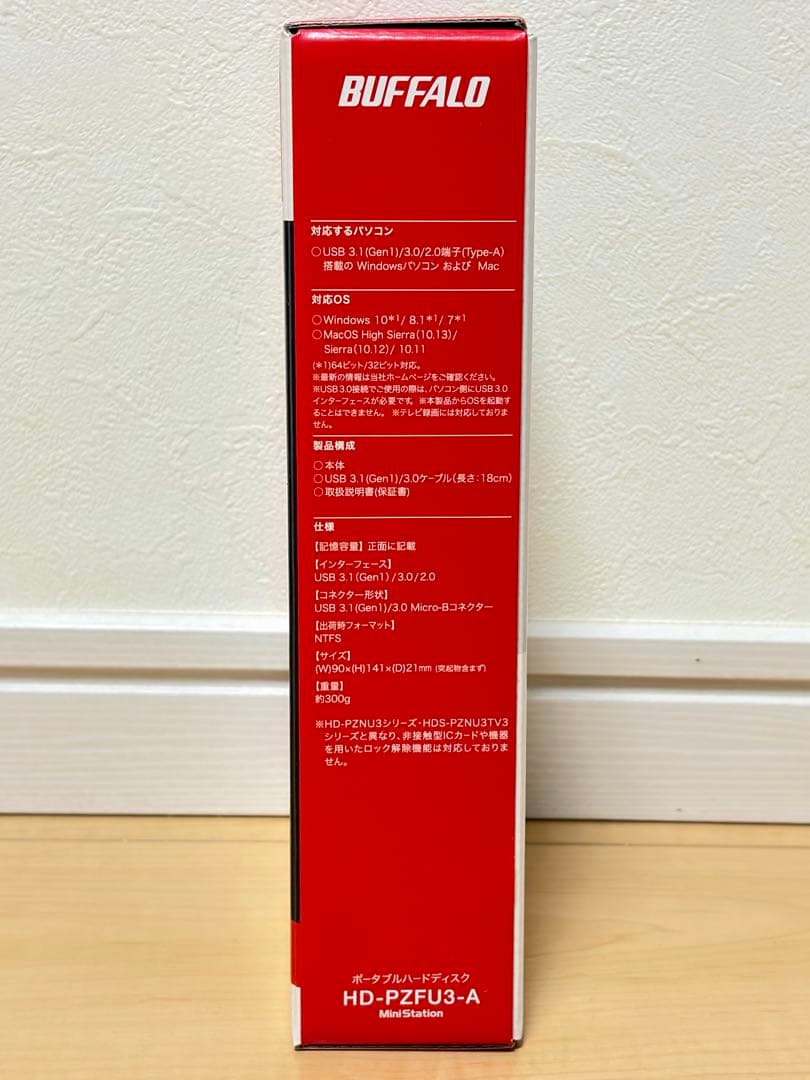 BUFFALO
対応するパソコン
○USB 3.1(Gen1)/3.0/2.0端子(Type-A)
搭載の Windowsパソコン および Mac
対応OS
○Windows 10*1/ 8.1*1/ 7*1
○MacOS High Sierra(10.13)/
Sierra(10.12)/ 10.11
(*1)64ビット/32ビット対応。
※最新の情報は当社ホームページをご確認ください。
※USB 3.0接続でご使用の際は、パソコン側にUSB 3.0
インターフェースが必要です。 ※本製品からOSを起動す
ることはできません。 ※テレビ録画には対応しておりま
せん。
製品構成
○本体
○USB 3.1(Gen1)/3.0ケーブル(長さ:18cm)
○取扱説明書(保証書)
仕様
【記憶容量】 正面に記載
【インターフェース】
USB 3.1(Gen1) /3.0/2.0
【コネクター形状】
USB 3.1(Gen1)/3.0 Micro-Bコネクター
【出荷時フォーマット】
NTFS
【サイズ】
(W)90×(H)141×(D)21mm (突起物含まず)
【重量】
約300g
※HD-PZNU3シリーズ・HDS-PZNU3TV3
シリーズと異なり、非接触型ICカードや機器
を用いたロック解除機能は対応しておりま
せん。
ポータブルハードディスク
HD-PZFU3-A
MiniStation